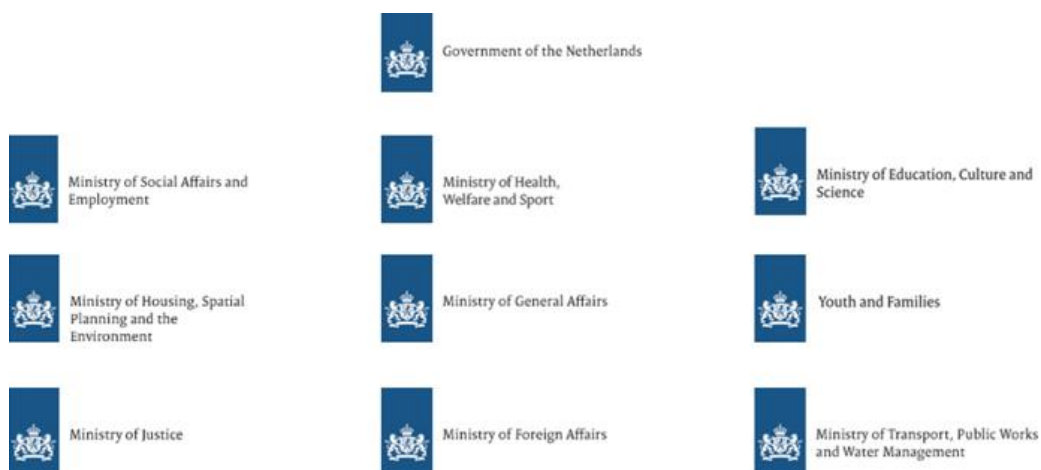 Government of the Netherlands
Ministry of Social Affairs and
Employment
Ministry of Health,
Welfare and Sport
Ministry of Education, Culture and
Science
Ministry of Housing, Spatial
Planning and the
Environment
Ministry of General Affairs
Youth and Families
Ministry of Justice
Ministry of Foreign Affairs
Ministry of Transport, Public Works
and Water Management